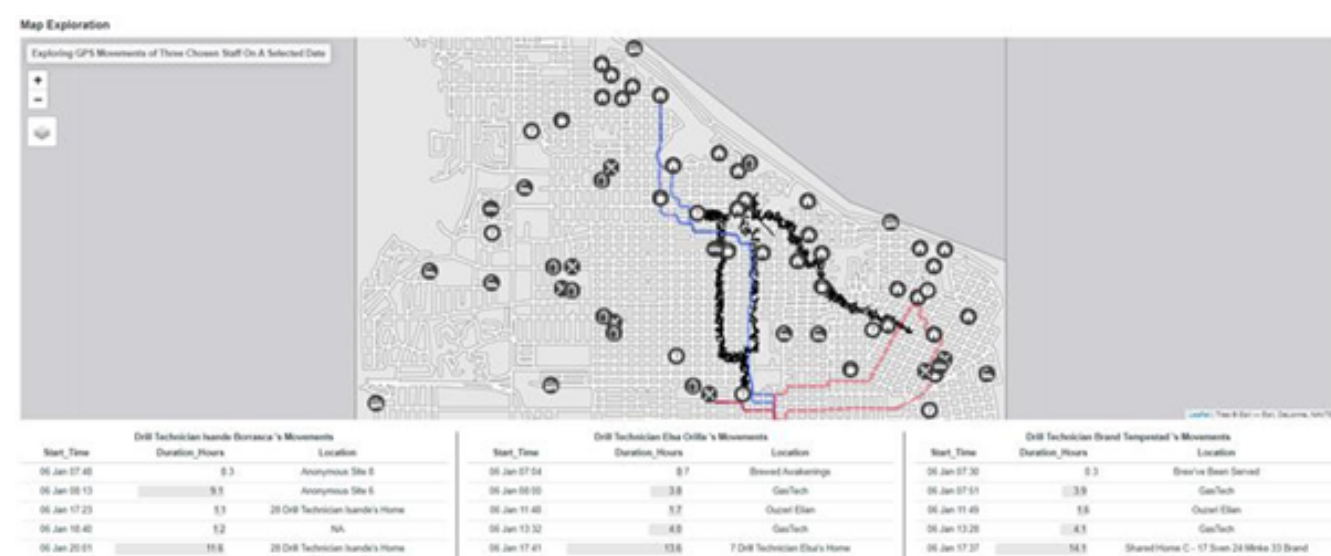 Map Exploration
Exploring GPS Movements of Three Chosen Staff On A Selected Date
+
−
Drill Technician Isande Borrasca 's Movements
Start_Time Duration_Hours Location
06 Jan 07:48 0.3 Anonymous Site 8
06 Jan 08:13 9.1 Anonymous Site 6
06 Jan 17:23 1.1 28 Drill Technician Isande's Home
06 Jan 18:40 1.2 NA
06 Jan 20:01 11.6 28 Drill Technician Isande's Home
Drill Technician Elsa Orilla 's Movements
Start_Time Duration_Hours Location
06 Jan 07:04 0.7 Brewed Awakenings
06 Jan 08:00 3.8 GasTech
06 Jan 11:48 1.7 Ouzeri Elian
06 Jan 13:32 4.0 GasTech
06 Jan 17:41 13.6 7 Drill Technician Elsa's Home
Drill Technician Brand Tempestad 's Movements
Start_Time Duration_Hours Location
06 Jan 07:30 0.3 Brew've Been Served
06 Jan 07:51 3.9 GasTech
06 Jan 11:49 1.6 Ouzeri Elian
06 Jan 13:28 4.1 GasTech
06 Jan 17:37 14.1 Shared Home C - 17 Sven 24 Minke 33 Brand